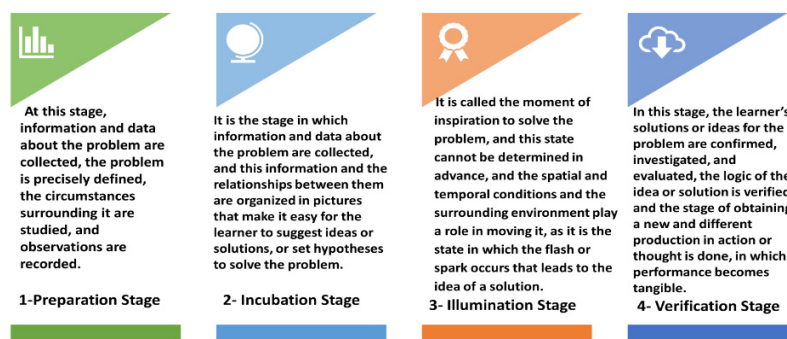 At this stage,
information and data
about the problem are
collected, the problem
is precisely defined,
the circumstances
surrounding it are
studied, and
observations are
recorded.
1-Preparation Stage
It is the stage in which
information and data about
the problem are collected,
and this information and the
relationships between them
are organized in pictures
that make it easy for the
learner to suggest ideas or
solutions, or set hypotheses
to solve the problem.
2- Incubation Stage
It is called the moment of
inspiration to solve the
problem, and this state
cannot be determined in
advance, and the spatial and
temporal conditions and the
surrounding environment play
a role in moving it, as it is the
state in which the flash or
spark occurs that leads to the
idea of a solution.
3- Illumination Stage
In this stage, the learner's
solutions or ideas for the
problem are confirmed,
investigated, and
evaluated, the logic of the
idea or solution is verified
and the stage of obtaining
a new and different
production in action or
thought is done, in which
performance becomes
tangible.
4- Verification Stage